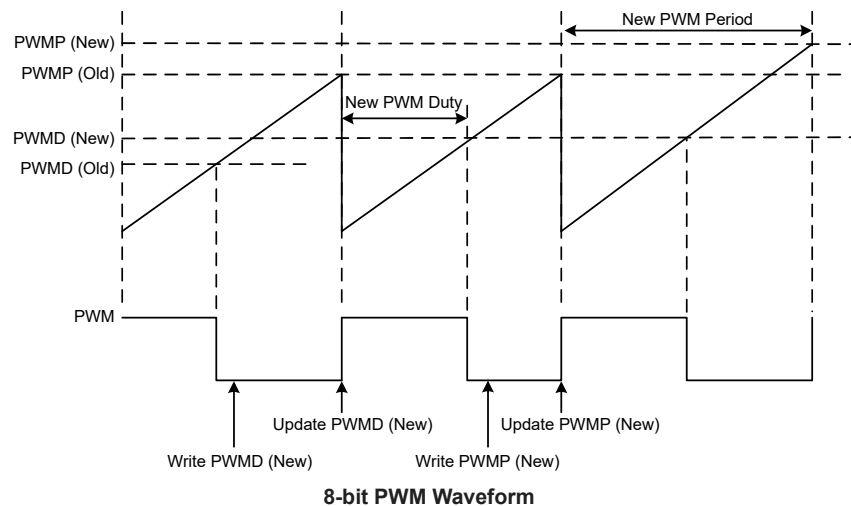 New PWM Period
PWMP (New)
PWMP (Old)
New PWM Duty
PWMD (New)
PWMD (Old)
PWM
Update PWMD (New)
Update PWMP (New)
Write PWMD (New)
Write PWMP (New)
8-bit PWM Waveform